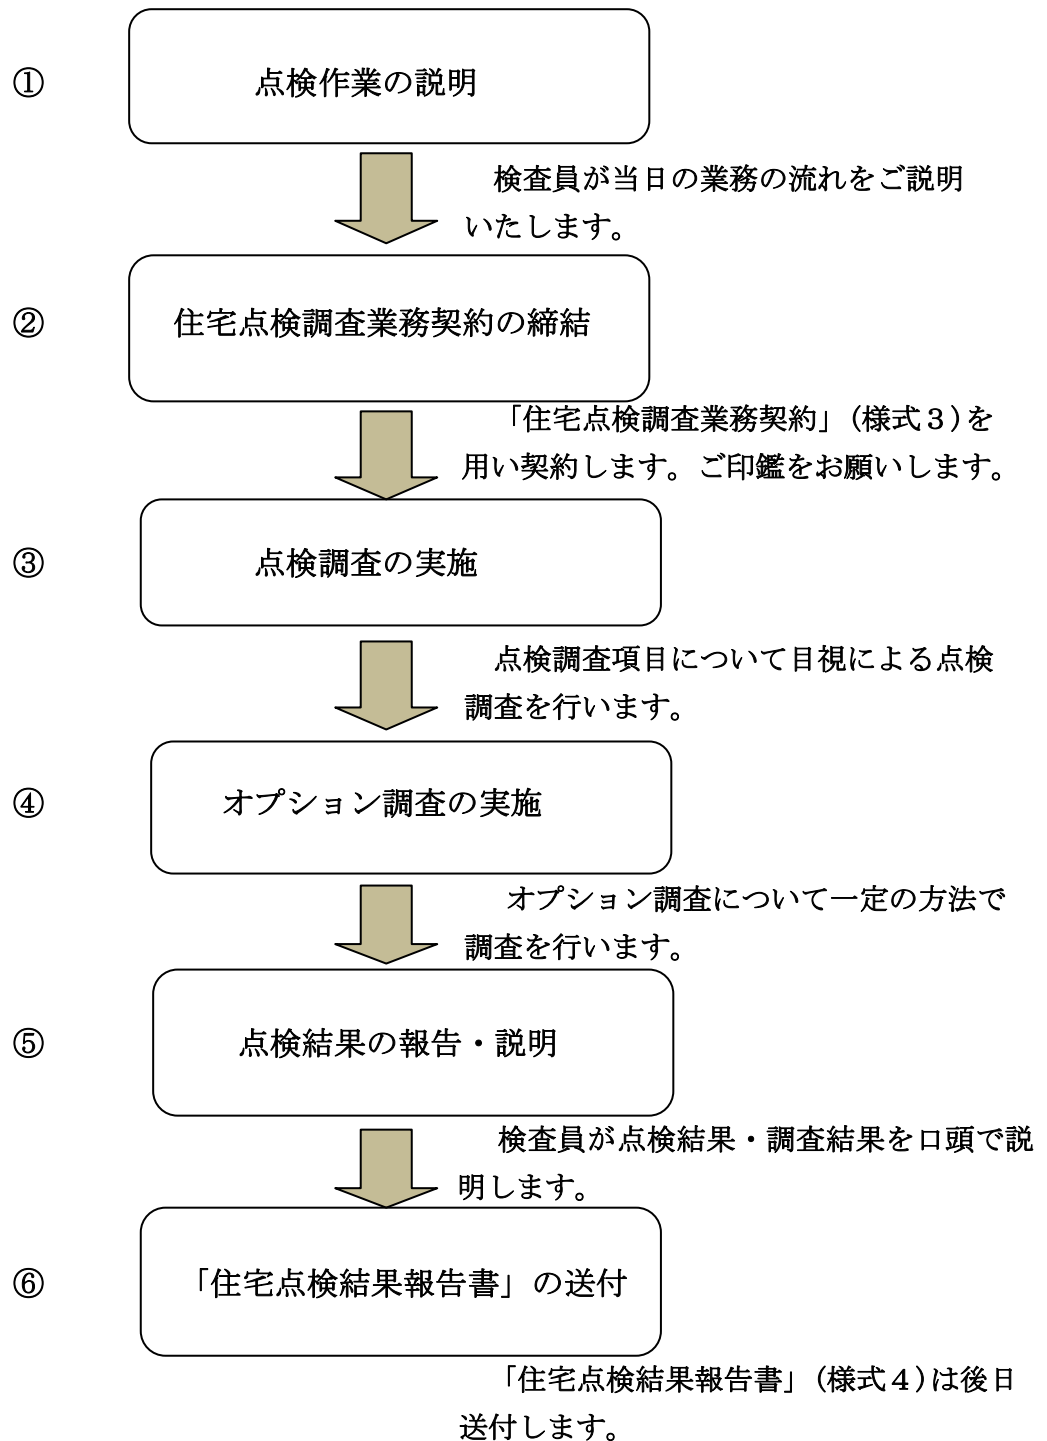 ①
点検作業の説明
検査員が当日の業務の流れをご説明
いたします。
②
住宅点検調査業務契約の締結
「住宅点検調査業務契約」(様式３)を
用い契約します。ご印鑑をお願いします。
③
点検調査の実施
点検調査項目について目視による点検
調査を行います。
④
オプション調査の実施
オプション調査について一定の方法で
調査を行います。
⑤
点検結果の報告・説明
検査員が点検結果・調査結果を口頭で説
明します。
⑥
「住宅点検結果報告書」の送付
「住宅点検結果報告書」(様式４)は後日
送付します。